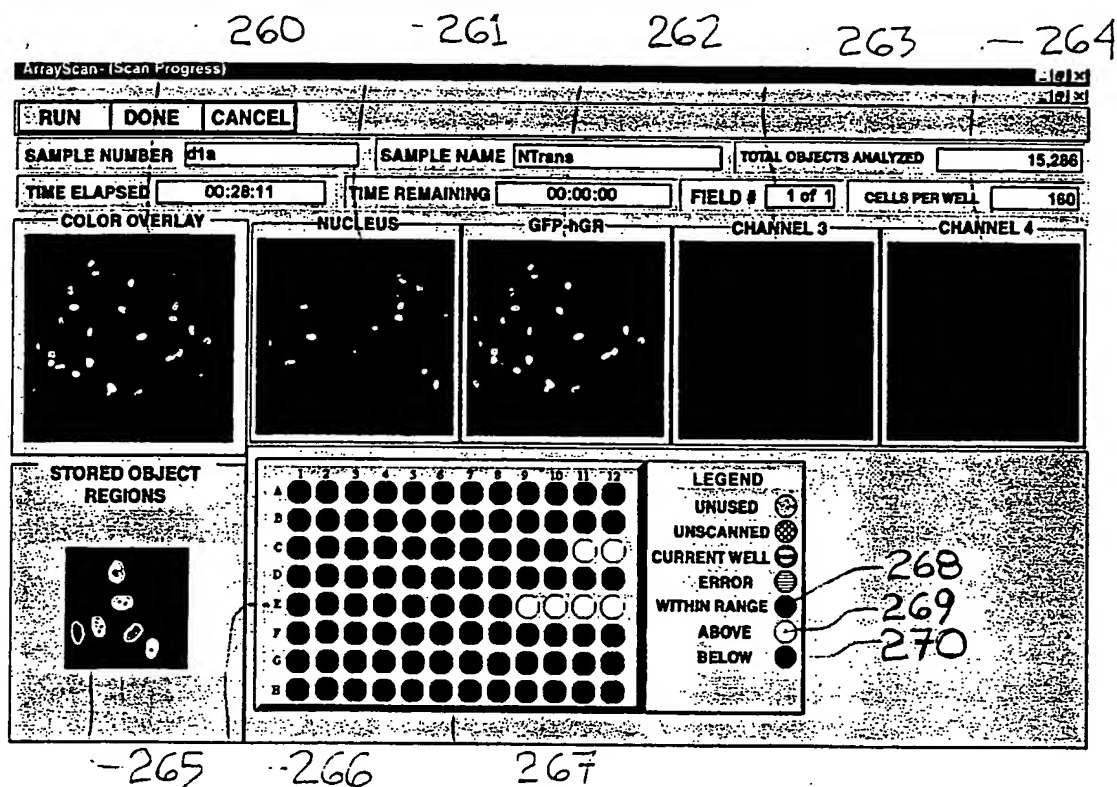 260 261 262 263 264
ArrayScan- (Scan Progress)
RUN DONE CANCEL
SAMPLE NUMBER d1a SAMPLE NAME NTrans TOTAL OBJECTS ANALYZED 15,286
TIME ELAPSED 00:28:11 TIME REMAINING 00:00:00 FIELD # 1 of 1 CELLS PER WELL 160
COLOR OVERLAY NUCLEUS GFP-hGR CHANNEL 3 CHANNEL 4
STORED OBJECT
REGIONS
1 2 3 4 5 6 7 8 9 10 11 12
A
B
C
D
E
F
G
H
LEGEND
UNUSED
UNSCANNED
CURRENT WELL
ERROR
WITHIN RANGE 268
ABOVE 269
BELOW 270
265 266 267